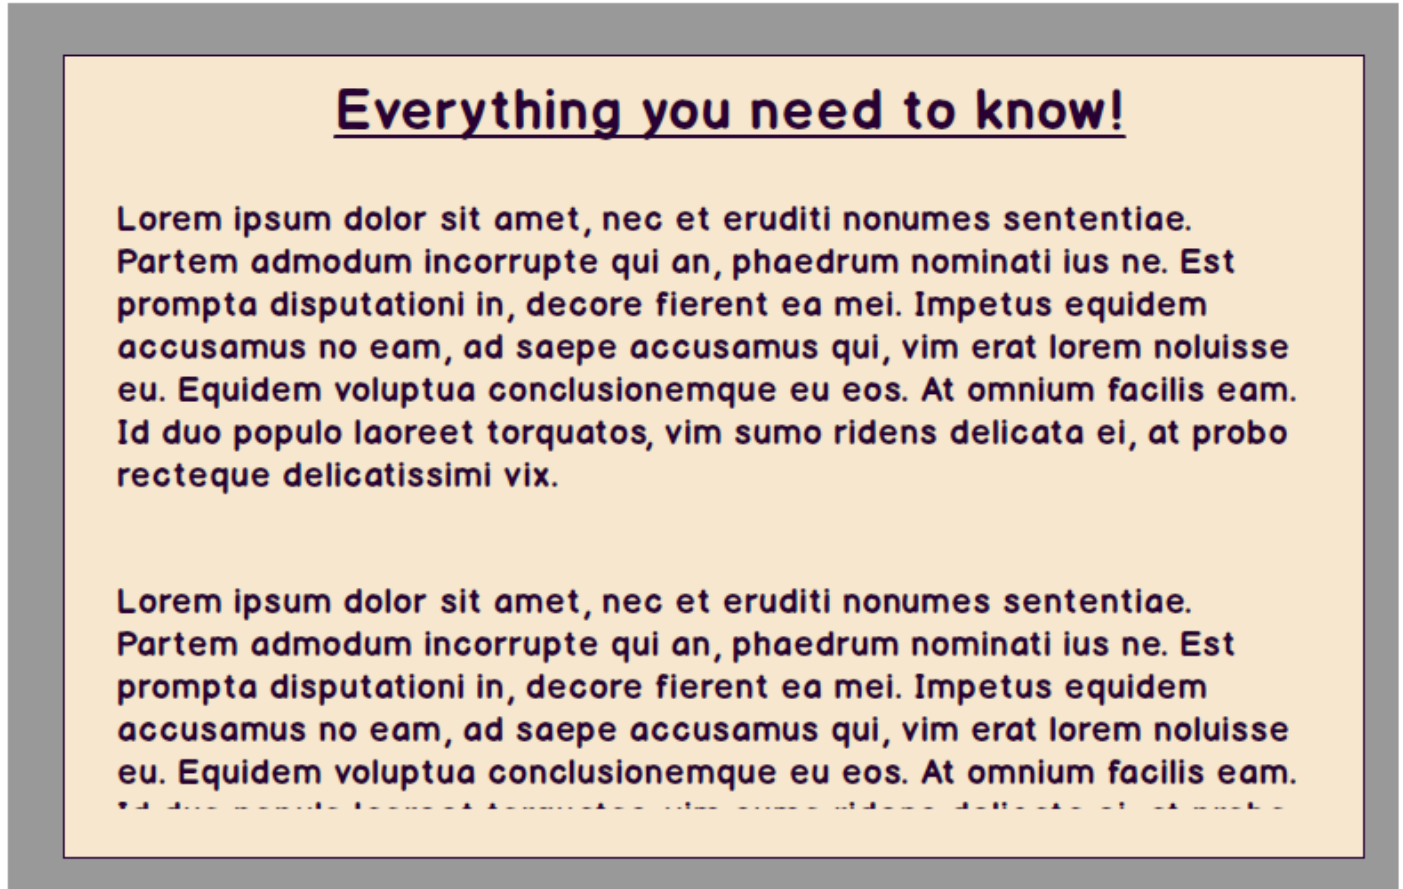 Everything you need to know!
Lorem ipsum dolor sit amet, nec et eruditi nonumes sententiae.
Partem admodum incorrupte qui an, phaedrum nominati ius ne. Est
prompta disputationi in, decore fierent ea mei. Impetus equidem
accusamus no eam, ad saepe accusamus qui, vim erat lorem noluisse
eu. Equidem voluptua conclusionemque eu eos. At omnium facilis eam.
Id duo populo laoreet torquatos, vim sumo ridens delicata ei, at probo
recteque delicatissimi vix.
Lorem ipsum dolor sit amet, nec et eruditi nonumes sententiae.
Partem admodum incorrupte qui an, phaedrum nominati ius ne. Est
prompta disputationi in, decore fierent ea mei. Impetus equidem
accusamus no eam, ad saepe accusamus qui, vim erat lorem noluisse
eu. Equidem voluptua conclusionemque eu eos. At omnium facilis eam.